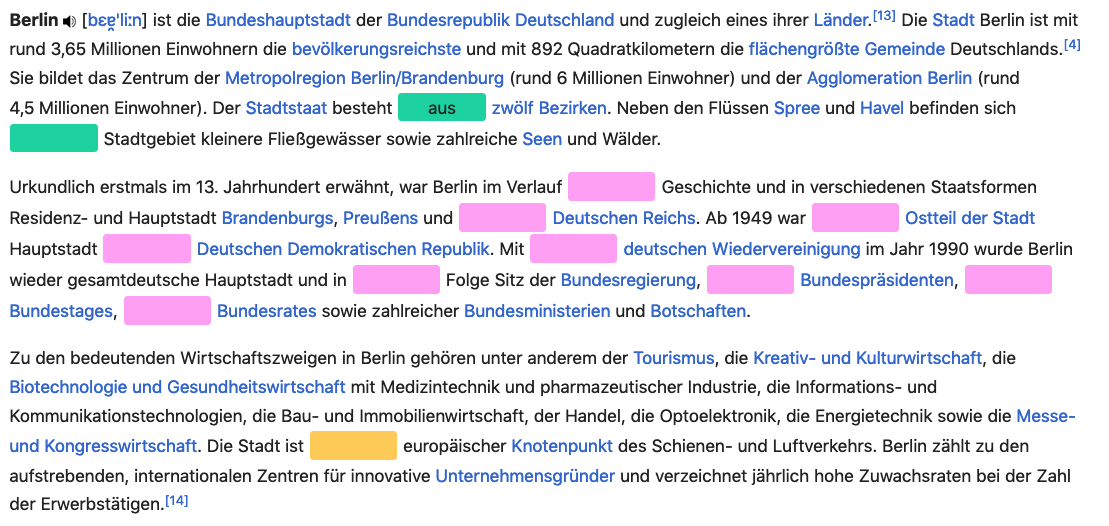 Berlin [bɛɐ̯ˈliːn] ist die Bundeshauptstadt der Bundesrepublik Deutschland und zugleich eines ihrer Länder.[13] Die Stadt Berlin ist mit
rund 3,65 Millionen Einwohnern die bevölkerungsreichste und mit 892 Quadratkilometern die flächengrößte Gemeinde Deutschlands.[4]
Sie bildet das Zentrum der Metropolregion Berlin/Brandenburg (rund 6 Millionen Einwohner) und der Agglomeration Berlin (rund
4,5 Millionen Einwohner). Der Stadtstaat besteht aus zwölf Bezirken. Neben den Flüssen Spree und Havel befinden sich
Stadtgebiet kleinere Fließgewässer sowie zahlreiche Seen und Wälder.
Urkundlich erstmals im 13. Jahrhundert erwähnt, war Berlin im Verlauf Geschichte und in verschiedenen Staatsformen
Residenz- und Hauptstadt Brandenburgs, Preußens und Deutschen Reichs. Ab 1949 war Ostteil der Stadt
Hauptstadt Deutschen Demokratischen Republik. Mit deutschen Wiedervereinigung im Jahr 1990 wurde Berlin
wieder gesamtdeutsche Hauptstadt und in Folge Sitz der Bundesregierung, Bundespräsidenten,
Bundestages, Bundesrates sowie zahlreicher Bundesministerien und Botschaften.
Zu den bedeutenden Wirtschaftszweigen in Berlin gehören unter anderem der Tourismus, die Kreativ- und Kulturwirtschaft, die
Biotechnologie und Gesundheitswirtschaft mit Medizintechnik und pharmazeutischer Industrie, die Informations- und
Kommunikationstechnologien, die Bau- und Immobilienwirtschaft, der Handel, die Optoelektronik, die Energietechnik sowie die Messe-
und Kongresswirtschaft. Die Stadt ist europäischer Knotenpunkt des Schienen- und Luftverkehrs. Berlin zählt zu den
aufstrebenden, internationalen Zentren für innovative Unternehmensgründer und verzeichnet jährlich hohe Zuwachsraten bei der Zahl
der Erwerbstätigen.[14]